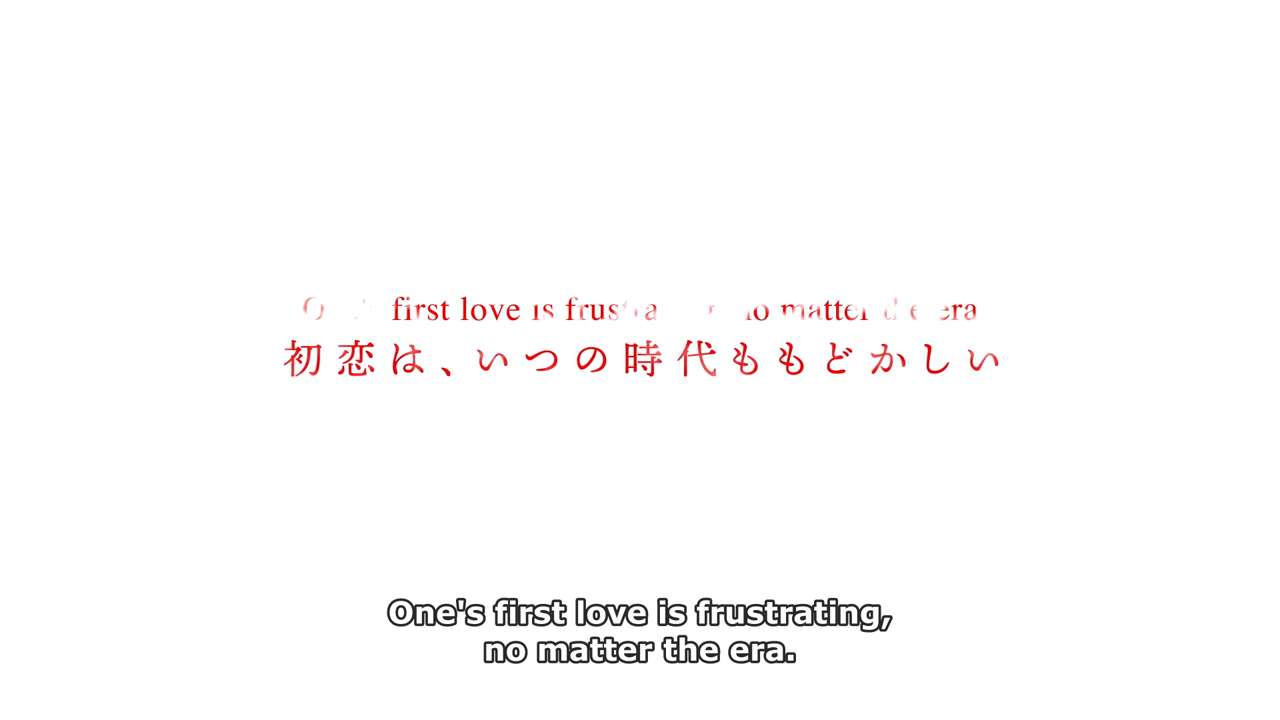 One's first love is frustrating, no matter the era
初恋は、いつの時代ももどかしい
One's first love is frustrating,
no matter the era.